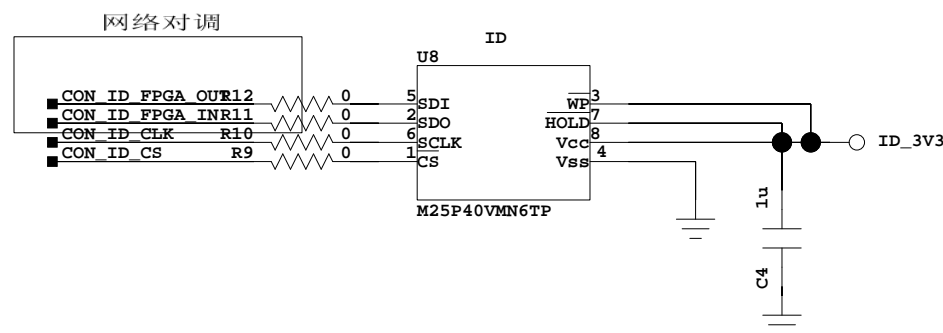 网络对调
ID
U8
CON_ID_FPGA_OUT R12 0 5 SDI WP 3
CON_ID_FPGA_IN R11 0 2 SDO HOLD 7
CON_ID_CLK R10 0 6 SCLK Vcc 8 ID_3V3
CON_ID_CS R9 0 1 CS Vss 4
M25P40VMN6TP
1u
C4